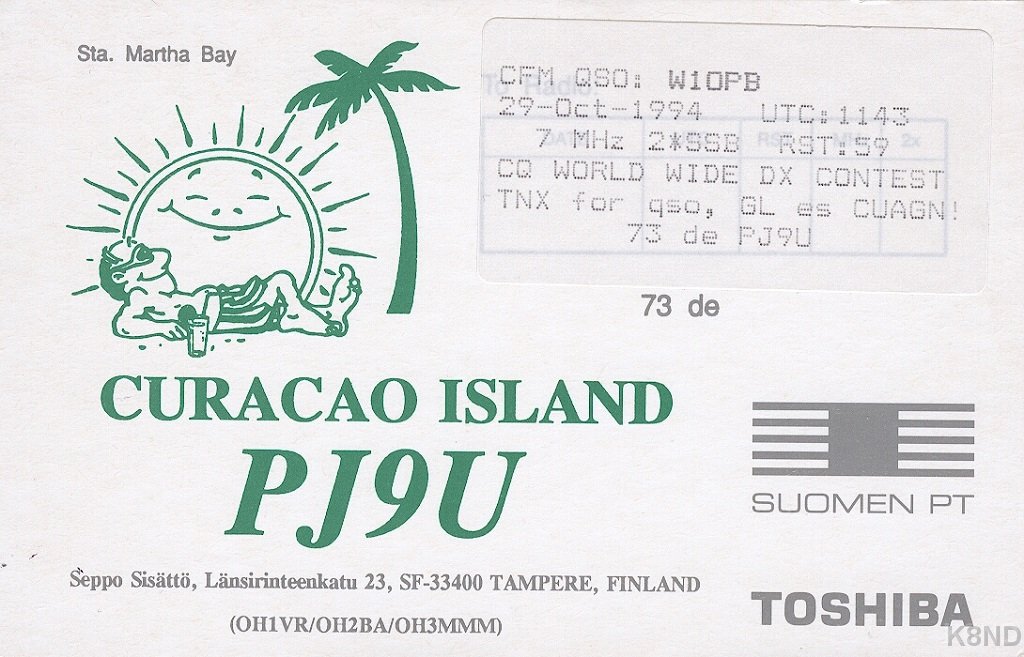 Sta. Martha Bay
To Radio:
CFM QSO: W1OPB
29-Oct-1994 UTC:1143
7 MHz 2*SSB RST:59
CQ WORLD WIDE DX CONTEST
TNX for qso, GL es CUAGN!
73 de PJ9U
73 de
CURACAO ISLAND
PJ9U
SUOMEN PT
Seppo Sisättö, Länsirinteenkatu 23, SF-33400 TAMPERE, FINLAND
(OH1VR/OH2BA/OH3MMM)
TOSHIBA
K8ND